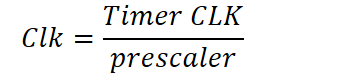 Clk = Timer CLK / prescaler